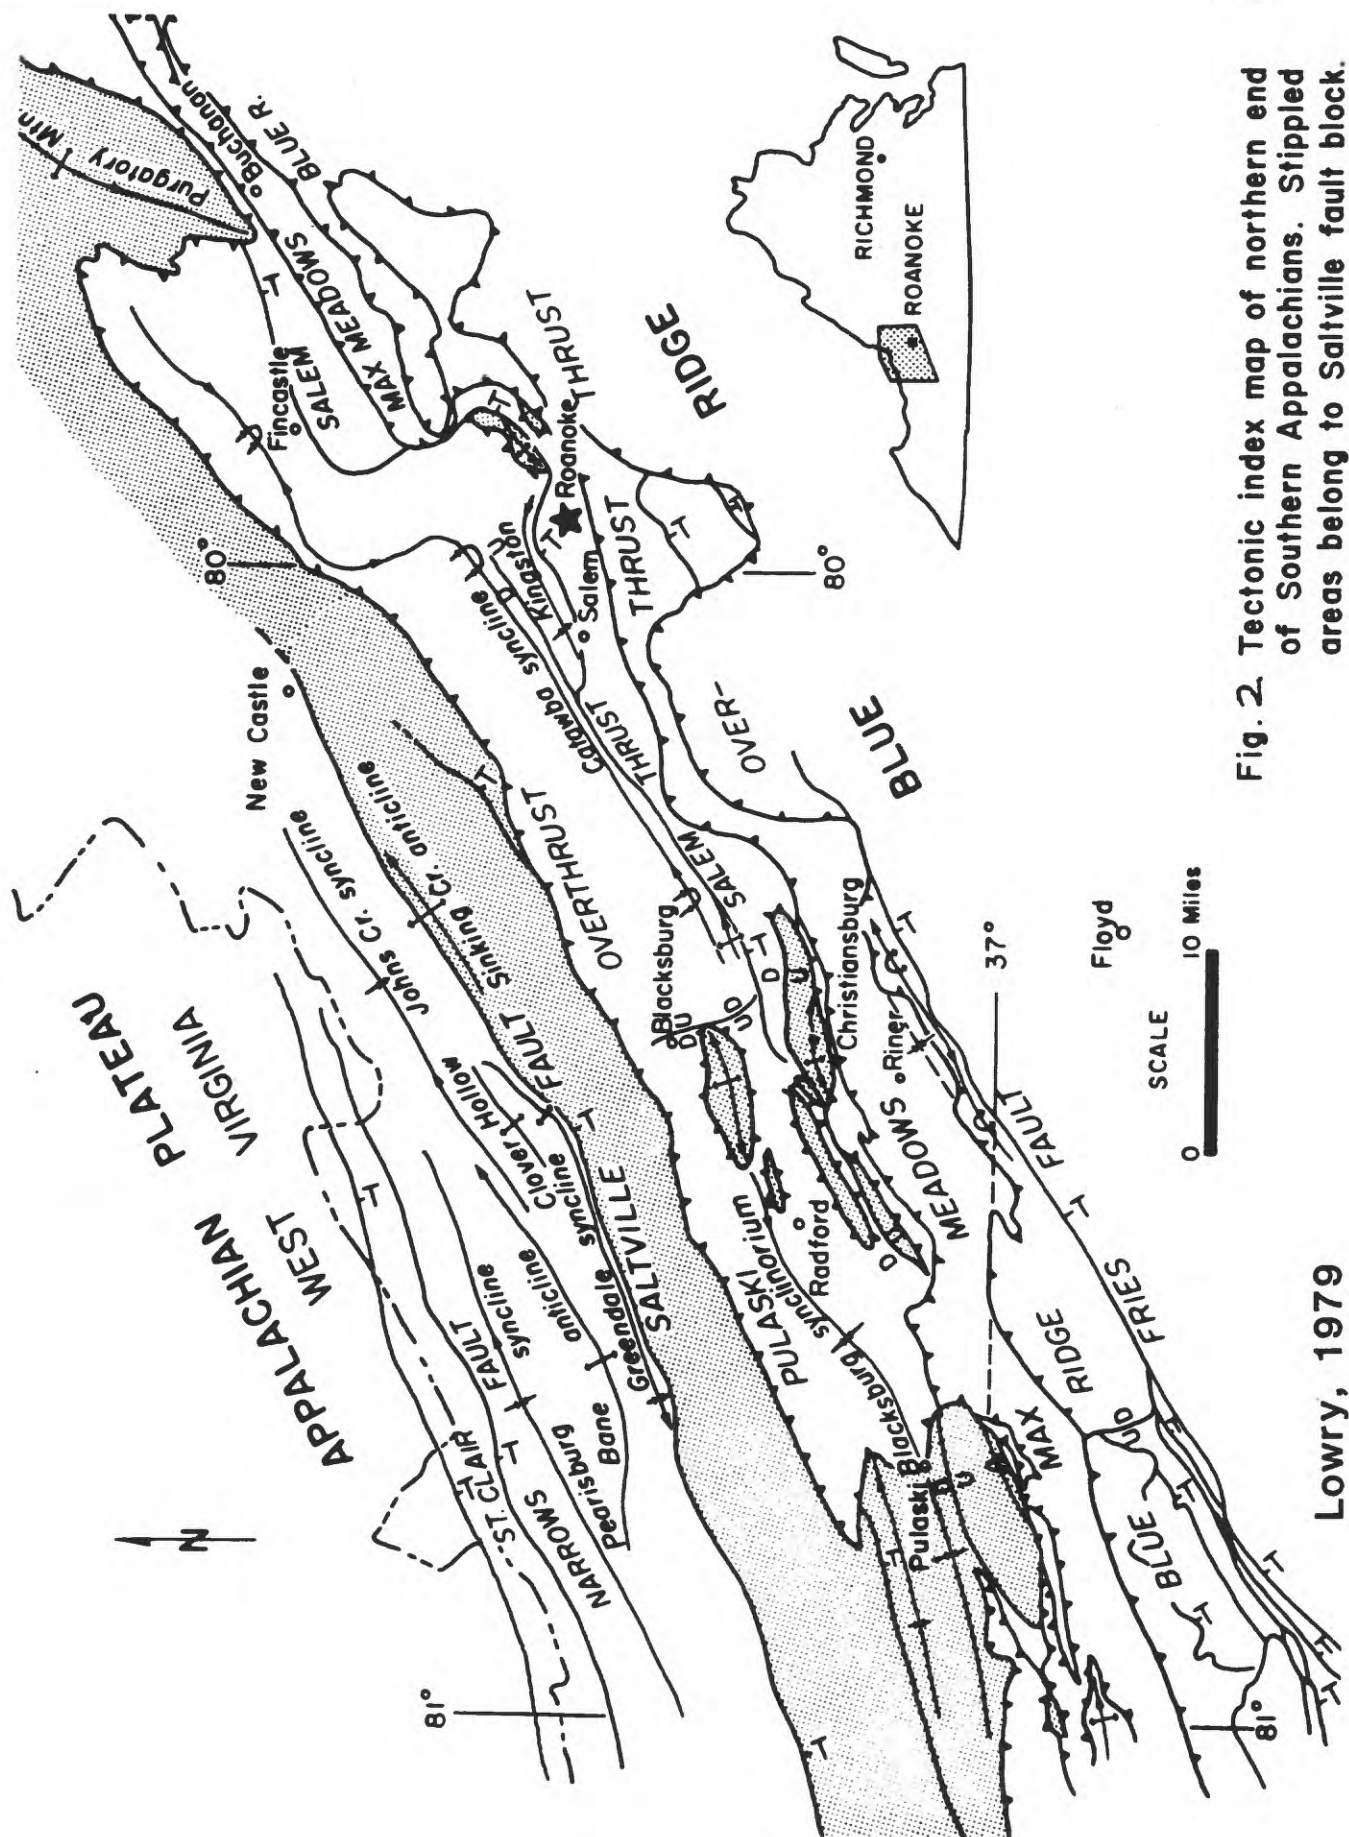 APPALACHIAN PLATEAU
WEST VIRGINIA
N
81°
ST. CLAIR FAULT
NARROWS
Pearisburg syncline
Bane anticline
Greendale syncline
Clover Hollow
Johns Cr. syncline
New Castle
SALTVILLE FAULT
Sinking Cr. anticline
80°
PULASKI OVERTHRUST
Blacksburg synclinorium
Blacksburg
D
U
U
D
Radford
Catawba syncline
D
U
Kingston
Salem
Roanoke
SALEM THRUST
Fincastle
SALEM
MAX MEADOWS
Purgatory Mtn.
Buchanan
BLUE R.
THRUST
THRUST
Pulaski
D
U
D
U
D
U
Christiansburg
MAX MEADOWS
Riner
OVER-
THRUST
BLUE RIDGE
BLUE RIDGE
U
D
FRIES FAULT
37°
Floyd
81°
80°
SCALE
0 10 Miles
RICHMOND
ROANOKE
Lowry, 1979
Fig. 2 Tectonic index map of northern end
of Southern Appalachians. Stippled
areas belong to Saltville fault block.